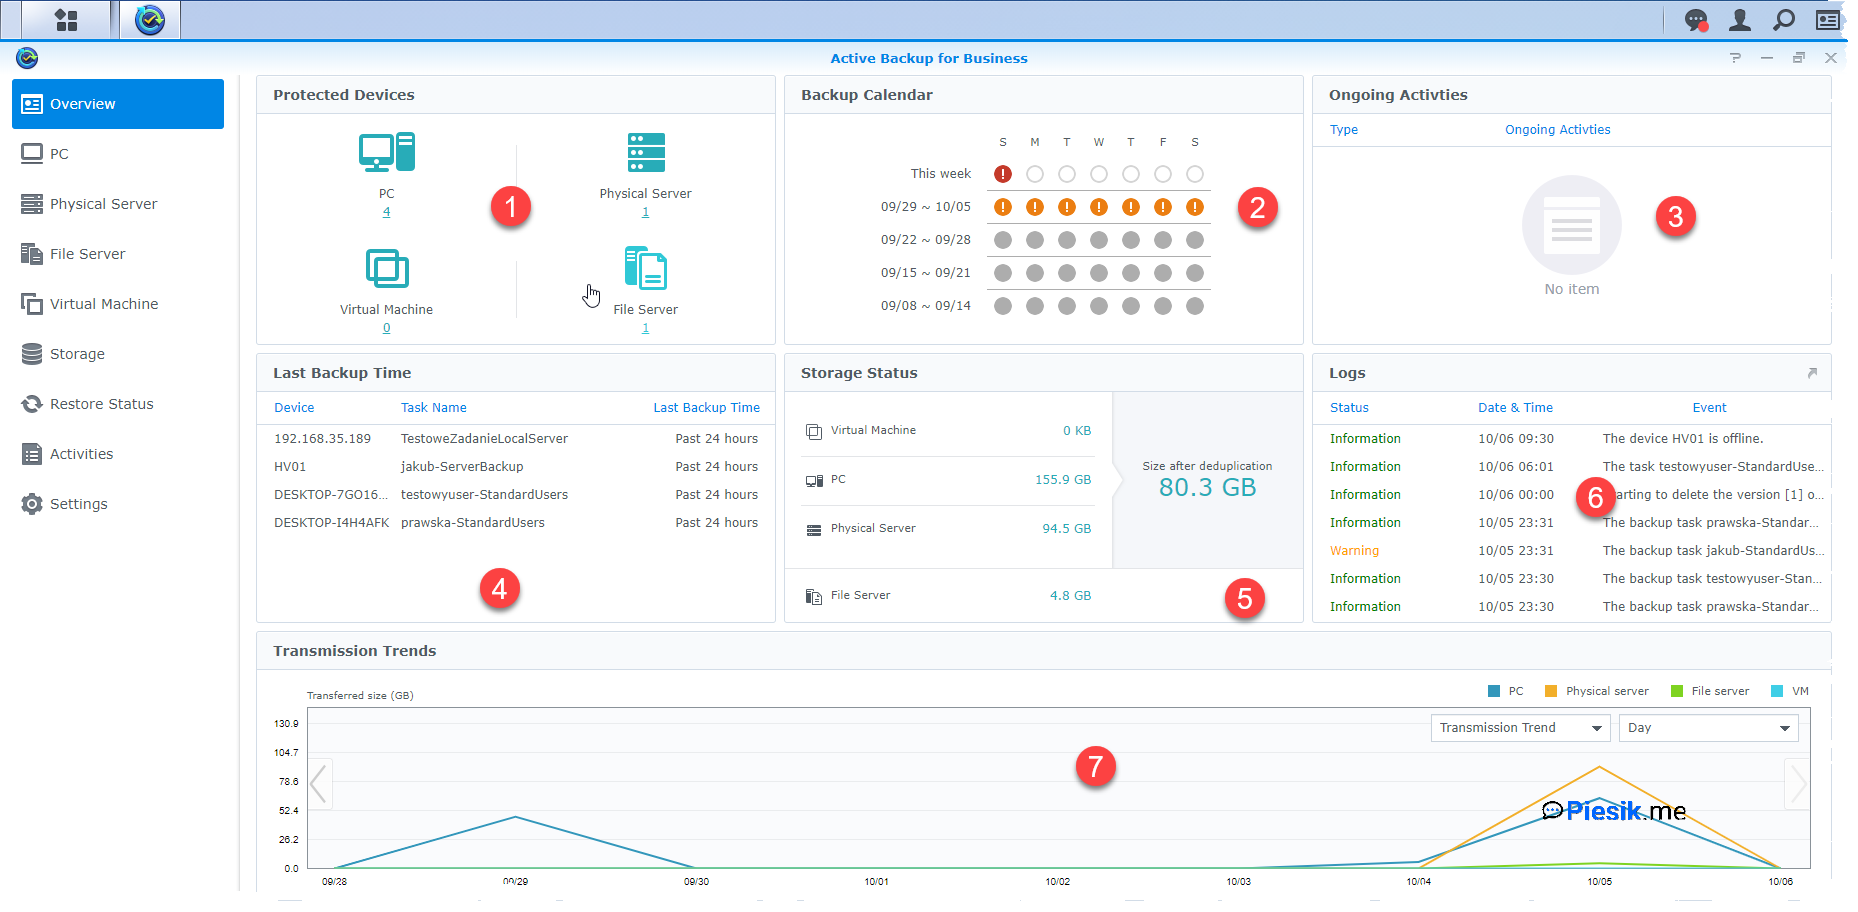 Active Backup for Business
Overview
PC
Physical Server
File Server
Virtual Machine
Storage
Restore Status
Activities
Settings
Protected Devices
PC
4
Physical Server
1
1
Virtual Machine
0
File Server
1
Backup Calendar
S M T W T F S
This week
09/29 ~ 10/05
09/22 ~ 09/28
09/15 ~ 09/21
09/08 ~ 09/14
2
Ongoing Activties
Type Ongoing Activties
No item
3
Last Backup Time
Device Task Name Last Backup Time
192.168.35.189 TestoweZadanieLocalServer Past 24 hours
HV01 jakub-ServerBackup Past 24 hours
DESKTOP-7GO16... testowyuser-StandardUsers Past 24 hours
DESKTOP-I4H4AFK prawska-StandardUsers Past 24 hours
4
Storage Status
Virtual Machine 0 KB
PC 155.9 GB
Physical Server 94.5 GB
Size after deduplication
80.3 GB
File Server 4.8 GB
5
Logs
Status Date & Time Event
Information 10/06 09:30 The device HV01 is offline.
Information 10/06 06:01 The task testowyuser-StandardUse...
Information 10/06 00:00 arting to delete the version [1] o...
Information 10/05 23:31 The backup task prawska-Standar...
Warning 10/05 23:31 The backup task jakub-StandardUs...
Information 10/05 23:30 The backup task testowyuser-Stan...
Information 10/05 23:30 The backup task prawska-Standar...
6
Transmission Trends
Transferred size (GB)
PC Physical server File server VM
Transmission Trend Day
130.9
104.7
78.6
52.4
26.2
0.0
7
Piesik.me
09/28 09/29 09/30 10/01 10/02 10/03 10/04 10/05 10/06